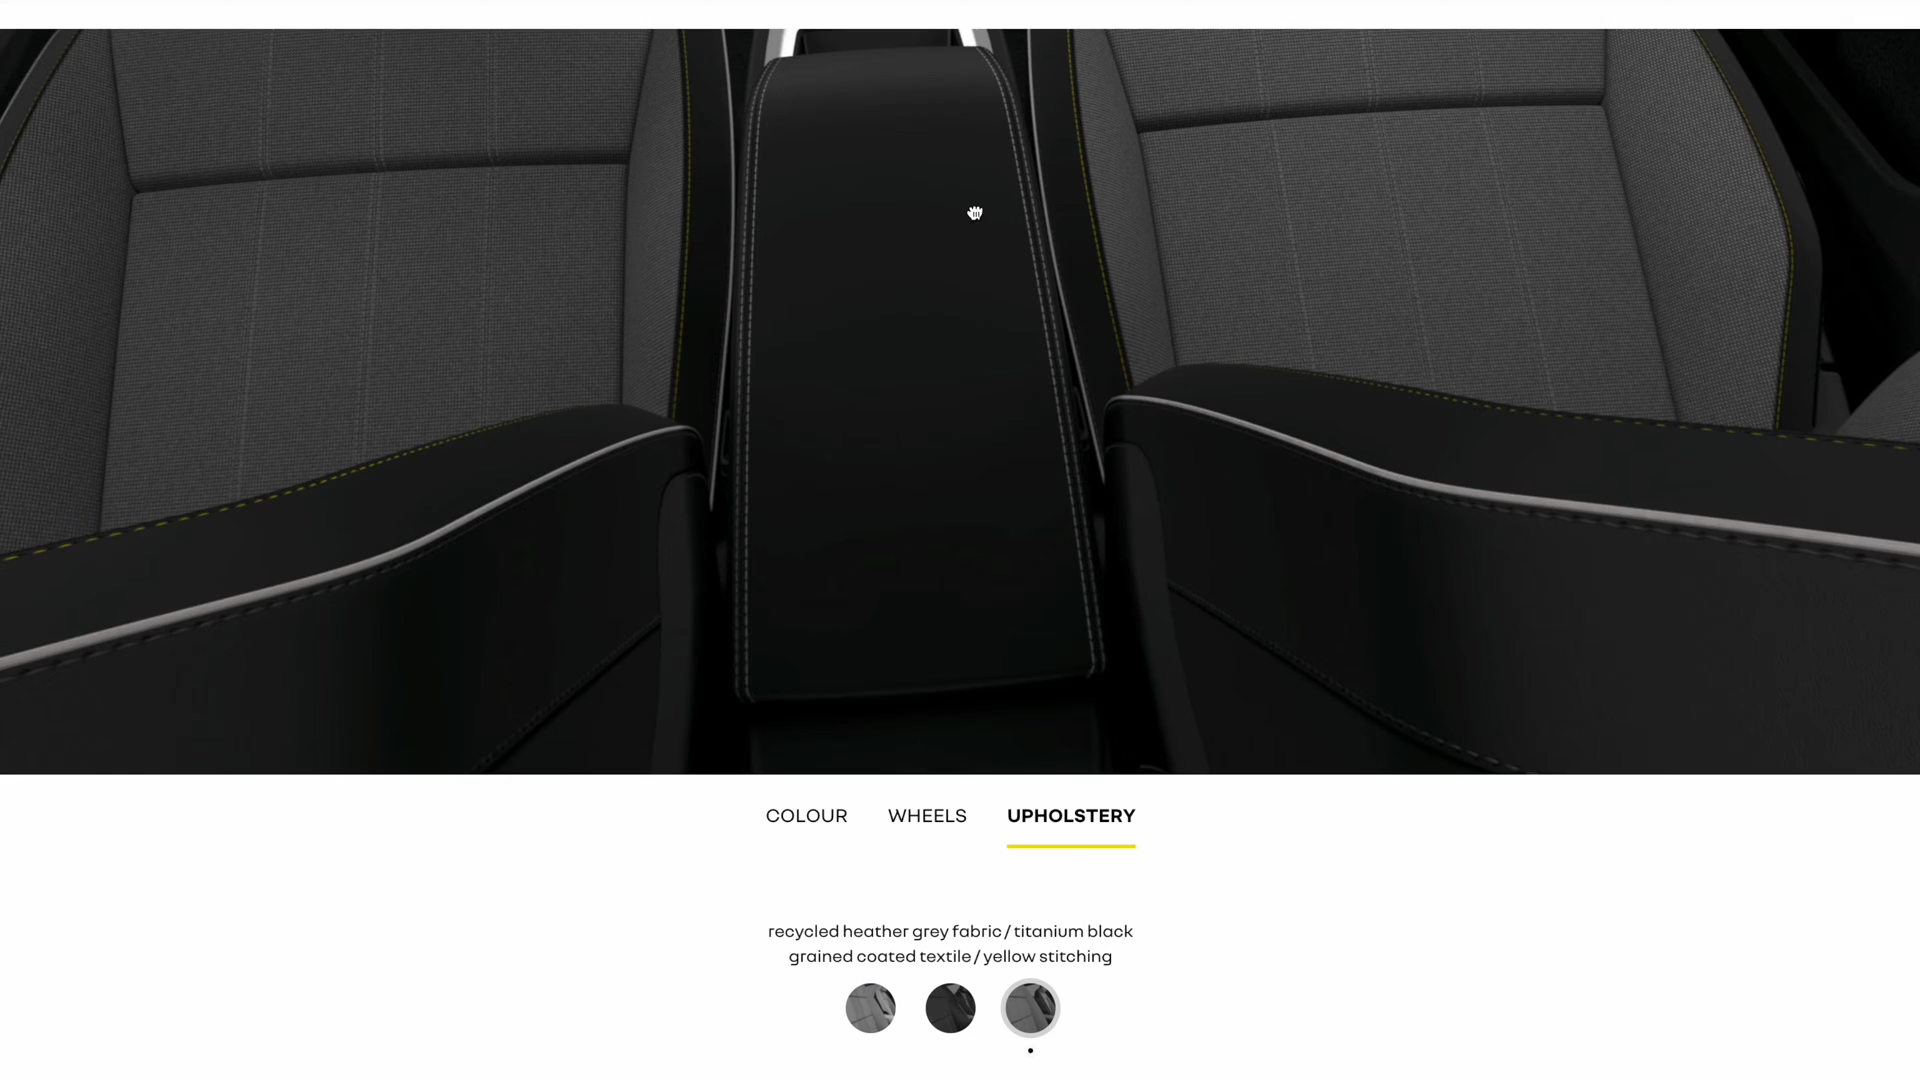 COLOUR WHEELS UPHOLSTERY
recycled heather grey fabric / titanium black
grained coated textile / yellow stitching